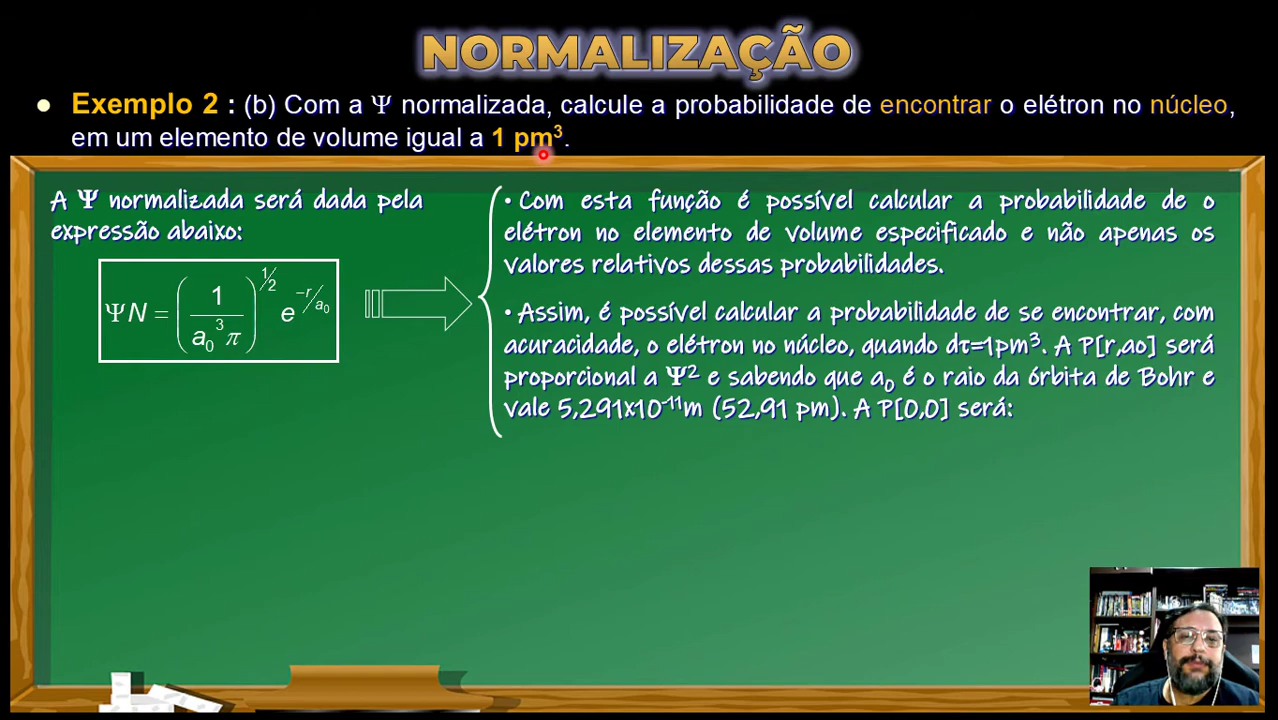 NORMALIZAÇÃO
• Exemplo 2 : (b) Com a Ψ normalizada, calcule a probabilidade de encontrar o elétron no núcleo,
em um elemento de volume igual a 1 pm³.
A Ψ normalizada será dada pela
expressão abaixo:
ΨN = (1 / a₀³ π)^½ e^(−r/a₀)
• Com esta função é possível calcular a probabilidade de o
elétron no elemento de volume especificado e não apenas os
valores relativos dessas probabilidades.
• Assim, é possível calcular a probabilidade de se encontrar, com
acuracidade, o elétron no núcleo, quando dτ=1pm³. A P[r,ao] será
proporcional a Ψ² e sabendo que a₀ é o raio da órbita de Bohr e
vale 5,291x10⁻¹¹m (52,91 pm). A P[0,0] será: